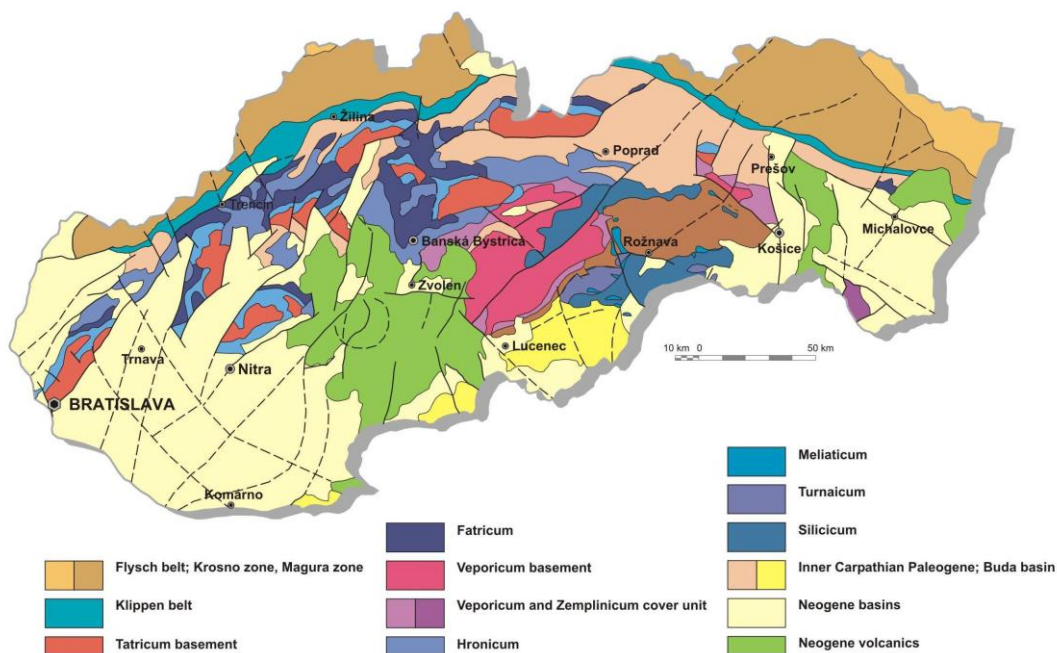 Žilina
Poprad
Prešov
Trenčín
Michalovce
Banská Bystrica
Rožnava
Košice
Zvolen
Lucenec
10 km 0 50 km
Trnava
Nitra
BRATISLAVA
Komárno
Flysch belt; Krosno zone, Magura zone
Klippen belt
Tatricum basement
Fatricum
Veporicum basement
Veporicum and Zemplinicum cover unit
Hronicum
Meliaticum
Turnaicum
Silicicum
Inner Carpathian Paleogene; Buda basin
Neogene basins
Neogene volcanics